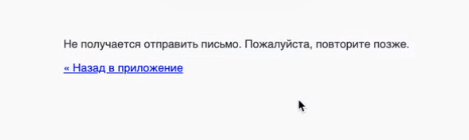 Не получается отправить письмо. Пожалуйста, повторите позже.
« Назад в приложение